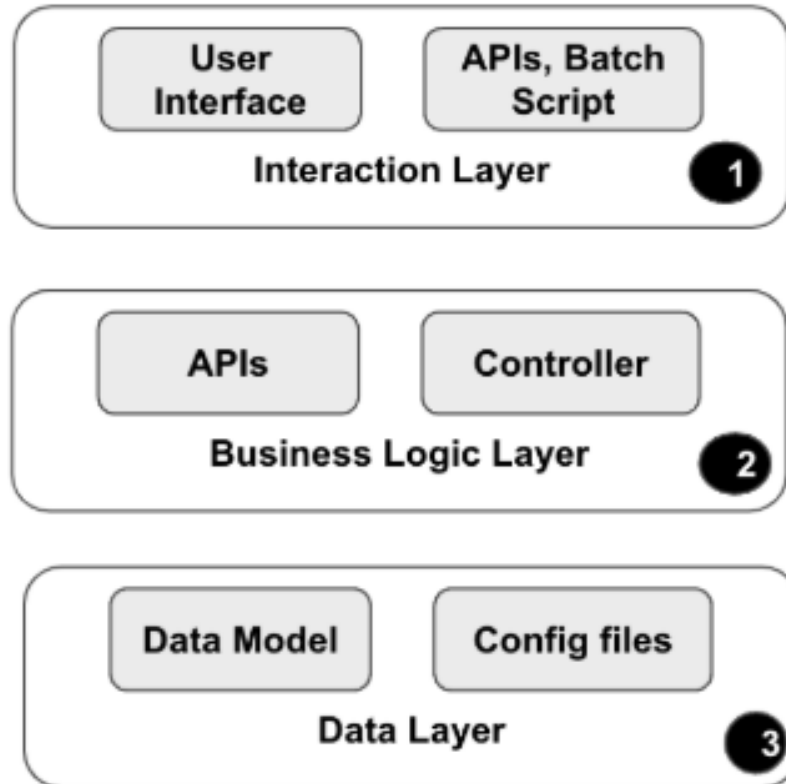 User
Interface
APIs, Batch
Script
Interaction Layer
1
APIs
Controller
Business Logic Layer
2
Data Model
Config files
Data Layer
3